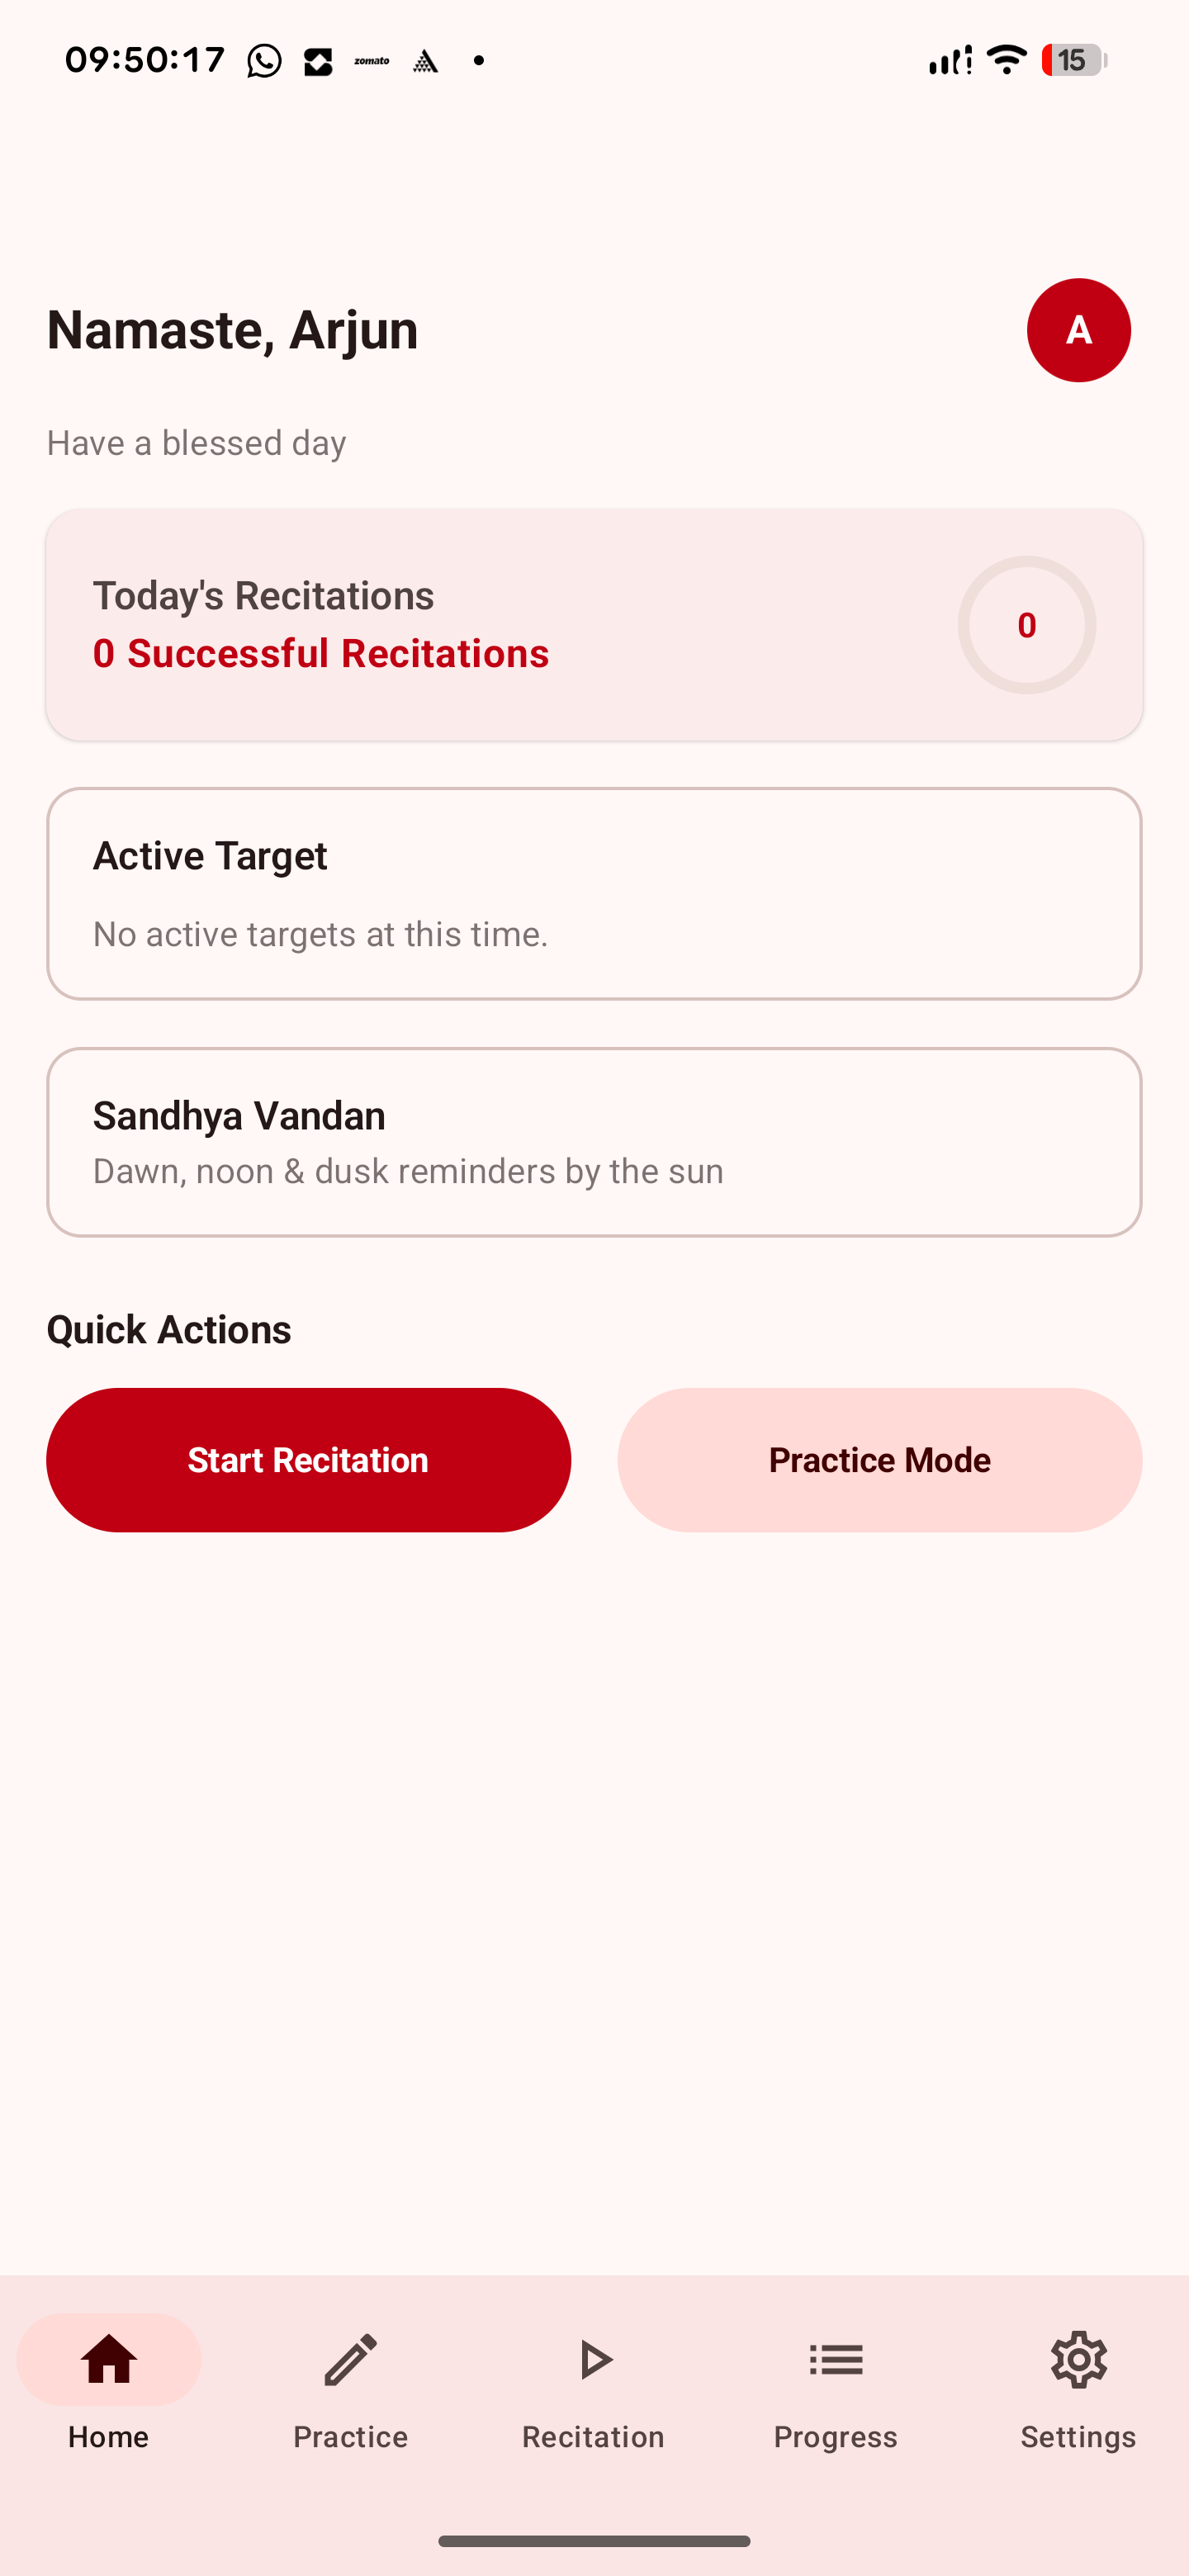 09:50:17 zomato 15
Namaste, Arjun
A
Have a blessed day
Today's Recitations
0 Successful Recitations
0
Active Target
No active targets at this time.
Sandhya Vandan
Dawn, noon & dusk reminders by the sun
Quick Actions
Start Recitation
Practice Mode
Home
Practice
Recitation
Progress
Settings